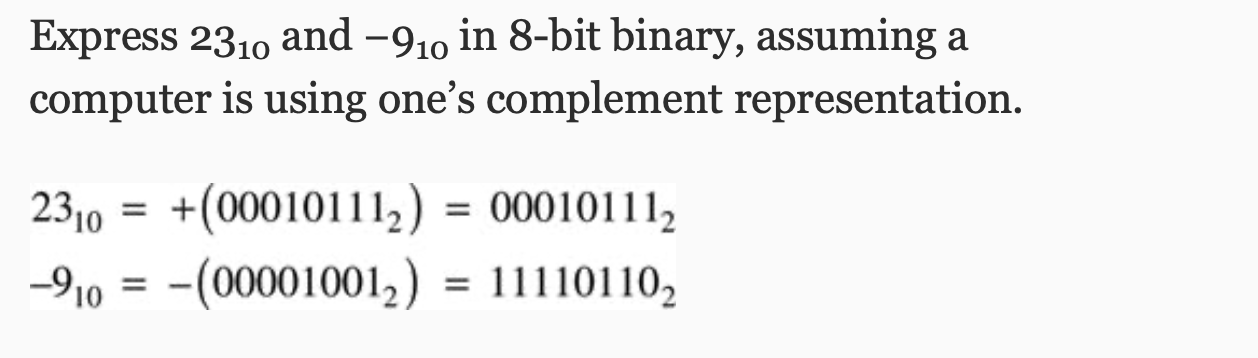 Express 23₁₀ and −9₁₀ in 8-bit binary, assuming a
computer is using one’s complement representation.
23₁₀ = +(00010111₂) = 00010111₂
–9₁₀ = −(00001001₂) = 11110110₂